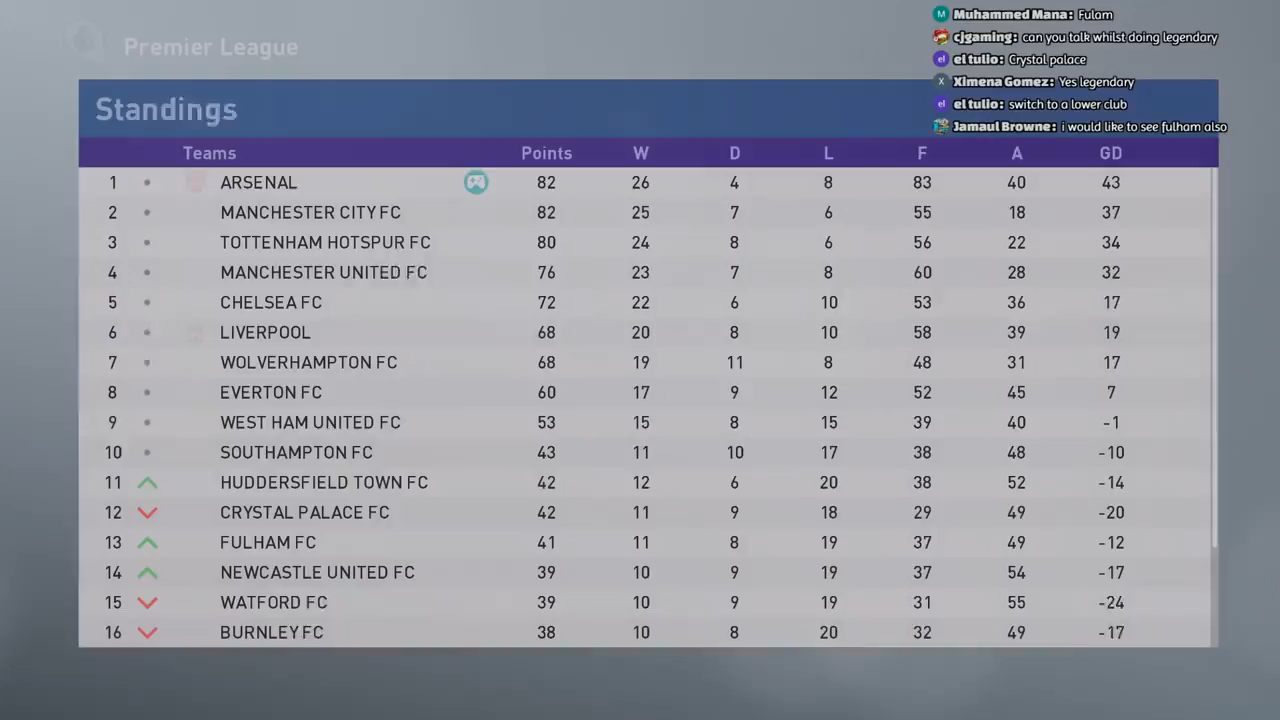 Muhammed Mana: Fulam
cjgaming: can you talk whilst doing legendary
el tulio: Crystal palace
Ximena Gomez: Yes legendary
el tulio: switch to a lower club
Jamaul Browne: i would like to see fulham also
Premier League
Standings
Teams Points W D L F A GD
1 ARSENAL 82 26 4 8 83 40 43
2 MANCHESTER CITY FC 82 25 7 6 55 18 37
3 TOTTENHAM HOTSPUR FC 80 24 8 6 56 22 34
4 MANCHESTER UNITED FC 76 23 7 8 60 28 32
5 CHELSEA FC 72 22 6 10 53 36 17
6 LIVERPOOL 68 20 8 10 58 39 19
7 WOLVERHAMPTON FC 68 19 11 8 48 31 17
8 EVERTON FC 60 17 9 12 52 45 7
9 WEST HAM UNITED FC 53 15 8 15 39 40 -1
10 SOUTHAMPTON FC 43 11 10 17 38 48 -10
11 HUDDERSFIELD TOWN FC 42 12 6 20 38 52 -14
12 CRYSTAL PALACE FC 42 11 9 18 29 49 -20
13 FULHAM FC 41 11 8 19 37 49 -12
14 NEWCASTLE UNITED FC 39 10 9 19 37 54 -17
15 WATFORD FC 39 10 9 19 31 55 -24
16 BURNLEY FC 38 10 8 20 32 49 -17